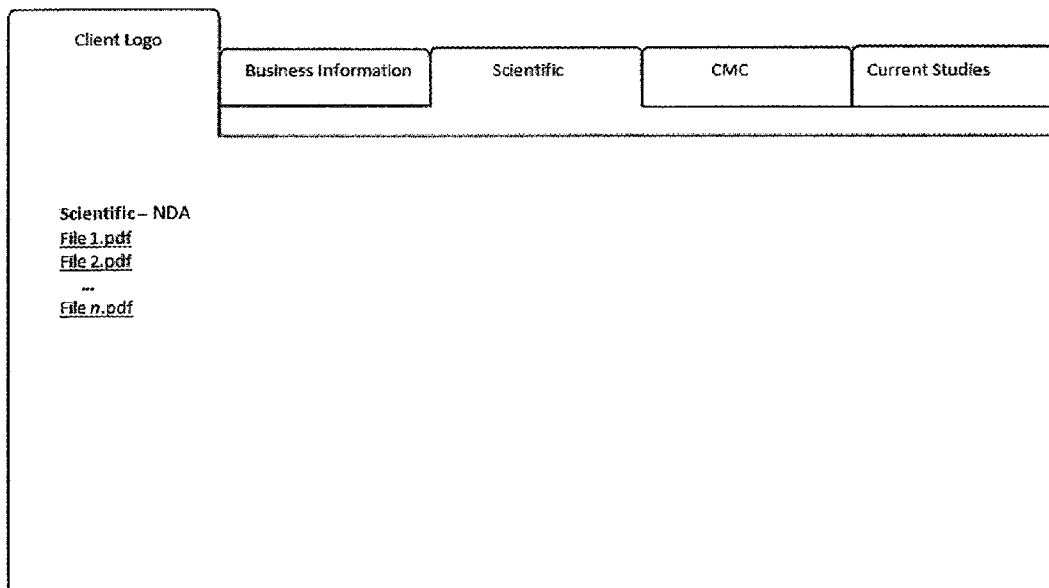 Client Logo
Business Information
Scientific
CMC
Current Studies
Scientific – NDA
File 1.pdf
File 2.pdf
...
File n.pdf